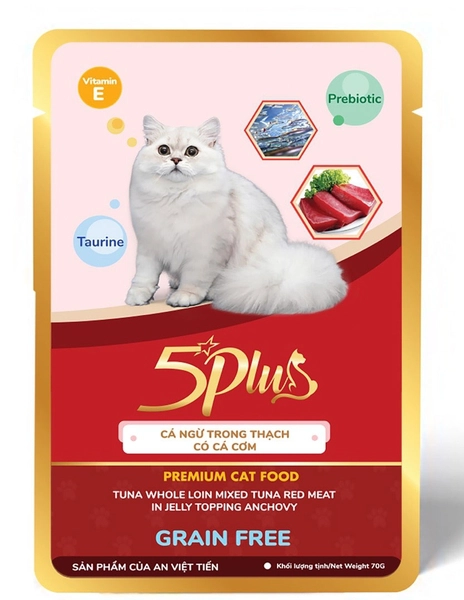 Vitamin
E
Prebiotic
Taurine
5Plus
CÁ NGỪ TRONG THẠCH
CÓ CÁ CƠM
PREMIUM CAT FOOD
TUNA WHOLE LOIN MIXED TUNA RED MEAT
IN JELLY TOPPING ANCHOVY
GRAIN FREE
SẢN PHẨM CỦA AN VIỆT TIẾN
Khối lượng tịnh/Net Weight 70G